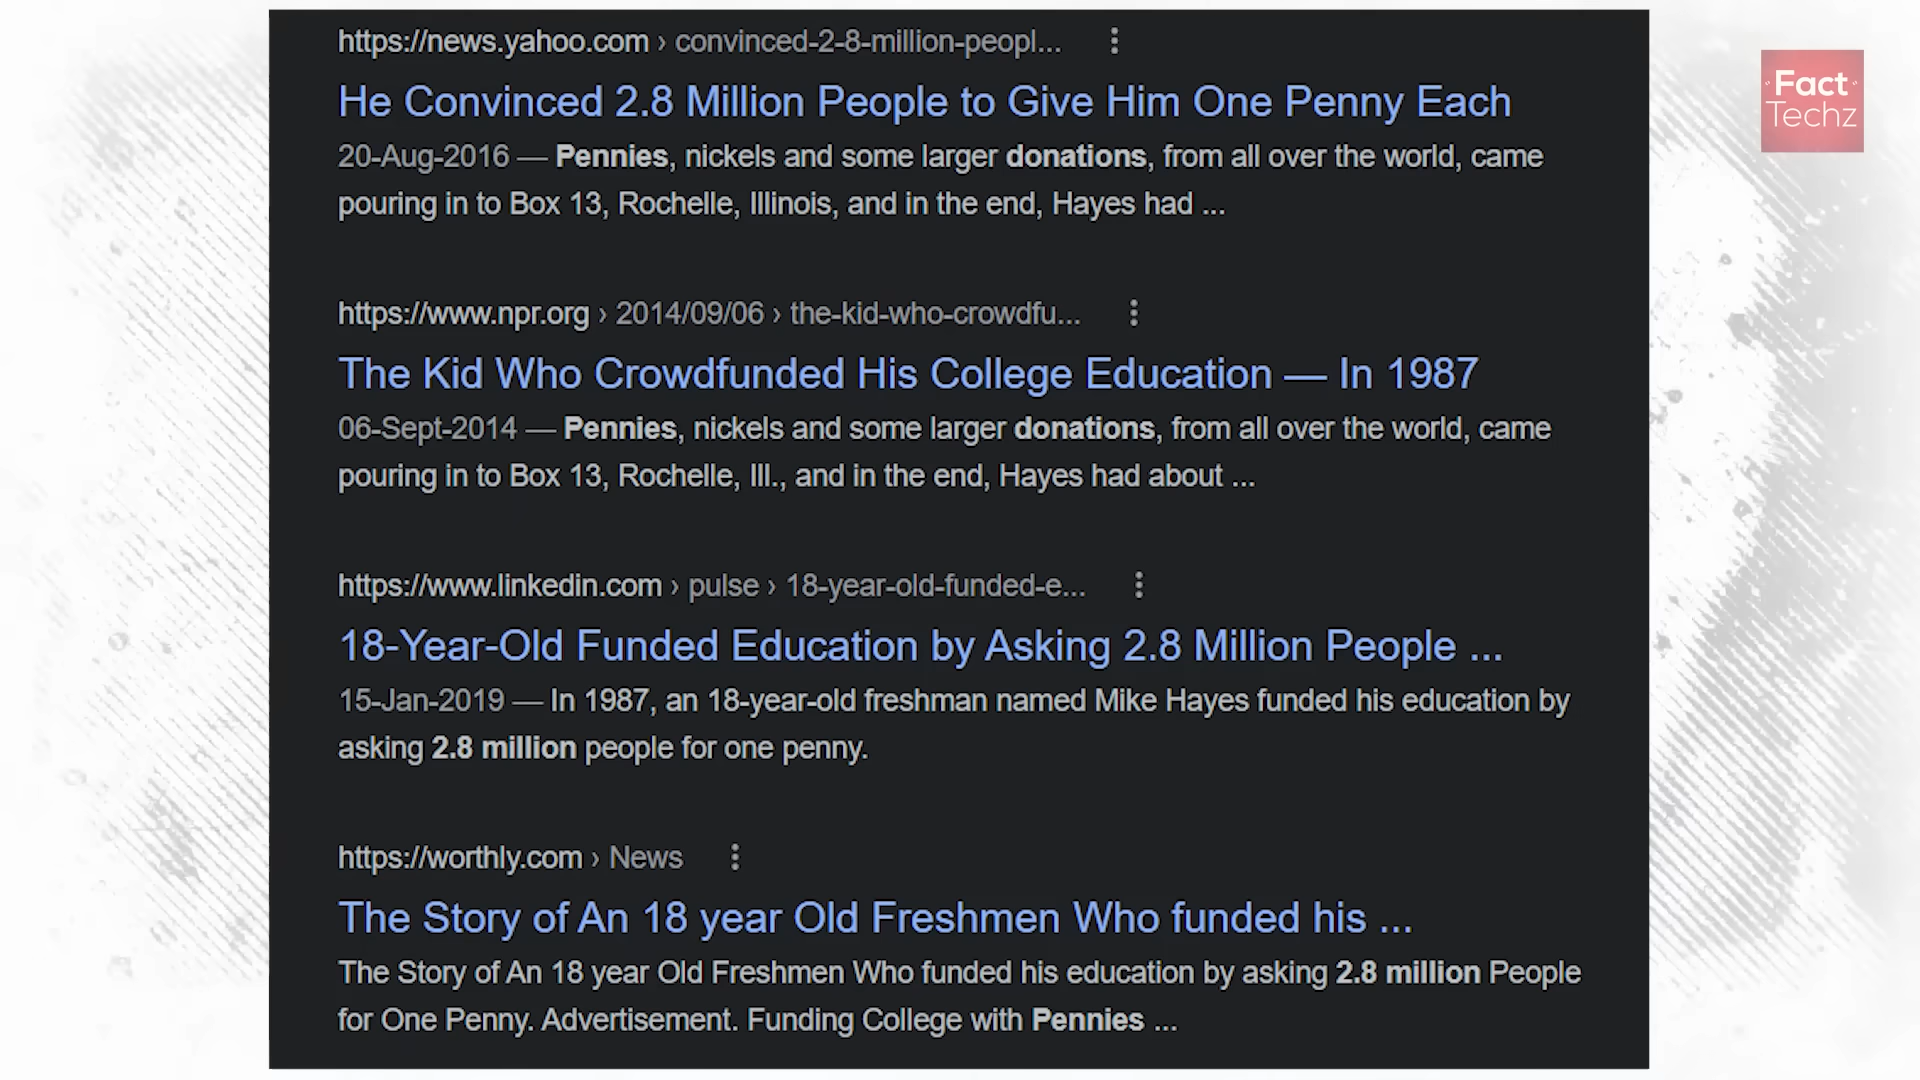 https://news.yahoo.com › convinced-2-8-million-peopl...
He Convinced 2.8 Million People to Give Him One Penny Each
20-Aug-2016 — Pennies, nickels and some larger donations, from all over the world, came
pouring in to Box 13, Rochelle, Illinois, and in the end, Hayes had ...
https://www.npr.org › 2014/09/06 › the-kid-who-crowdfu...
The Kid Who Crowdfunded His College Education — In 1987
06-Sept-2014 — Pennies, nickels and some larger donations, from all over the world, came
pouring in to Box 13, Rochelle, Ill., and in the end, Hayes had about ...
https://www.linkedin.com › pulse › 18-year-old-funded-e...
18-Year-Old Funded Education by Asking 2.8 Million People ...
15-Jan-2019 — In 1987, an 18-year-old freshman named Mike Hayes funded his education by
asking 2.8 million people for one penny.
https://worthly.com › News
The Story of An 18 year Old Freshmen Who funded his ...
The Story of An 18 year Old Freshmen Who funded his education by asking 2.8 million People
for One Penny. Advertisement. Funding College with Pennies ...
Fact
Techz